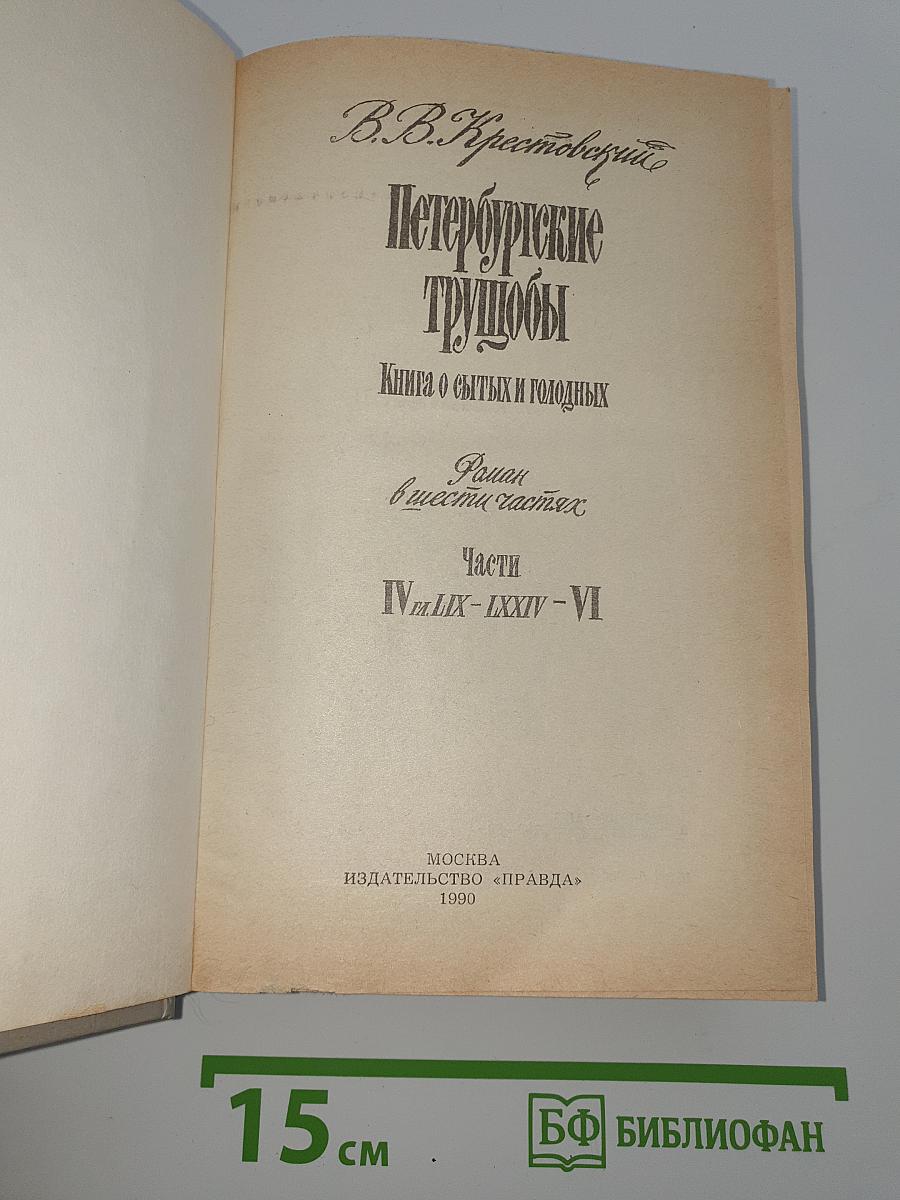 В. В. Крестовский
Петербургские
трущобы
Книга о сытых и голодных
Роман
в шести частях
Части
IV гл. LIX – LXXIV – VI
МОСКВА
ИЗДАТЕЛЬСТВО «ПРАВДА»
1990
15 см
БФ БИБЛИОФАН